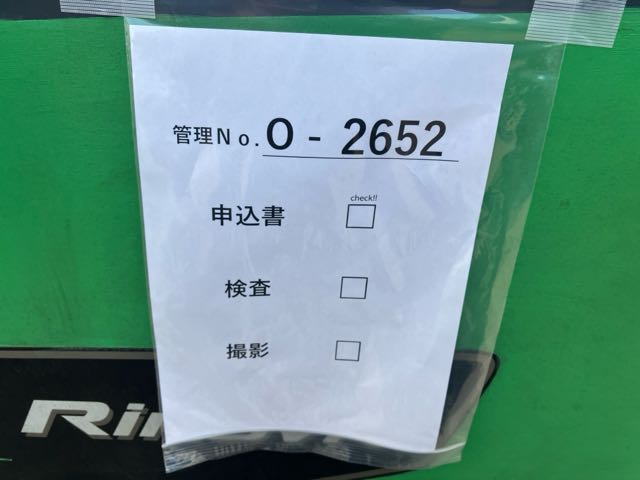 管理No. O - 2652
check!!
申込書 □
検査 □
撮影 □